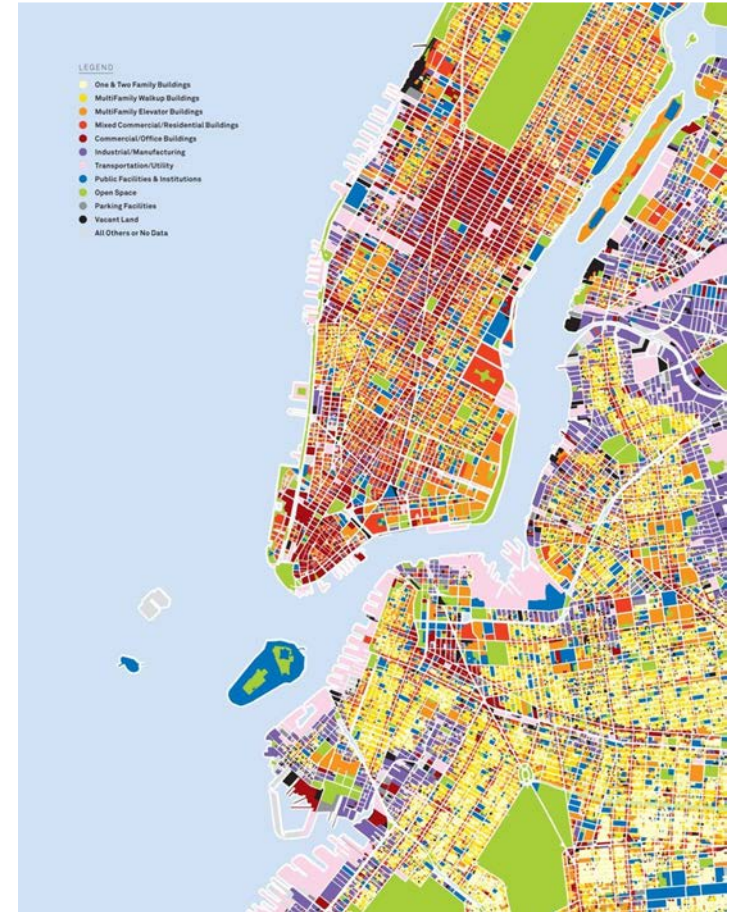 LEGEND
One & Two Family Buildings
MultiFamily Walkup Buildings
MultiFamily Elevator Buildings
Mixed Commercial/Residential Buildings
Commercial/Office Buildings
Industrial/Manufacturing
Transportation/Utility
Public Facilities & Institutions
Open Space
Parking Facilities
Vacant Land
All Others or No Data